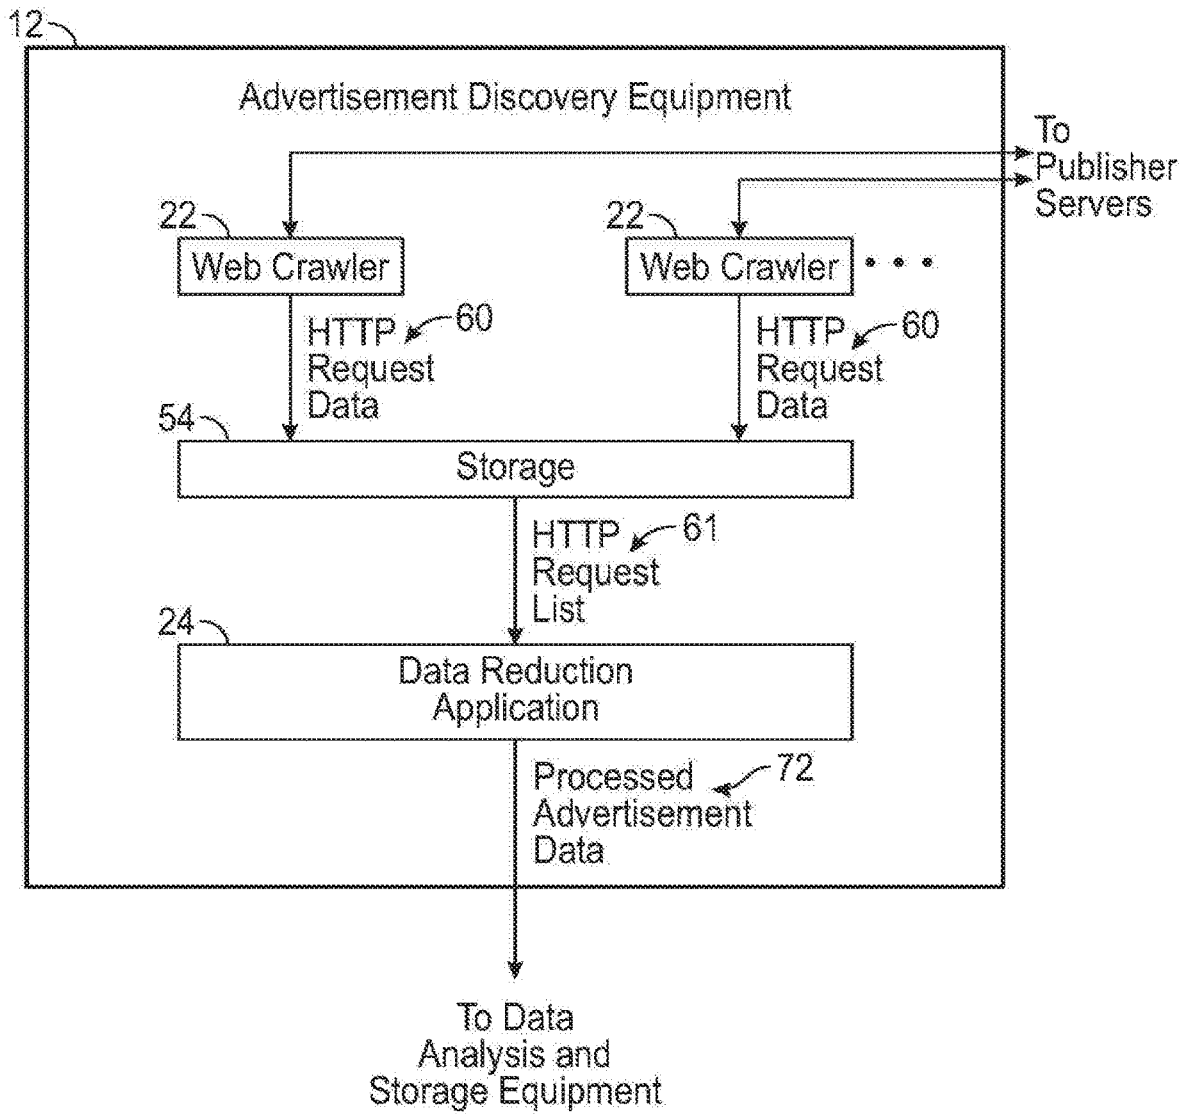 12
Advertisement Discovery Equipment
To
Publisher
Servers
22
Web Crawler
22
Web Crawler
HTTP
Request
Data
60
HTTP
Request
Data
60
54
Storage
HTTP
Request
List
61
24
Data Reduction
Application
Processed
Advertisement
Data
72
To Data
Analysis and
Storage Equipment